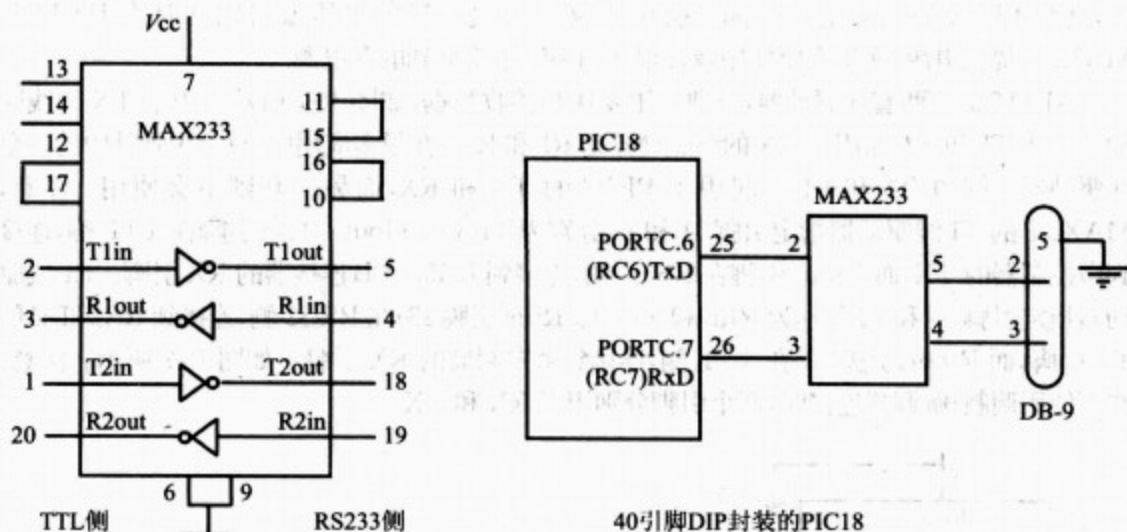 Vcc
7
MAX233
13
14
12
17
11
15
16
10
2 T1in T1out 5
3 R1out R1in 4
1 T2in T2out 18
20 R2out R2in 19
6 9
TTL侧 RS233侧
PIC18
MAX233
PORTC.6 25 2
(RC6)TxD
PORTC.7 26 3
(RC7)RxD
5 2
4 3
5
DB-9
40引脚DIP封装的PIC18